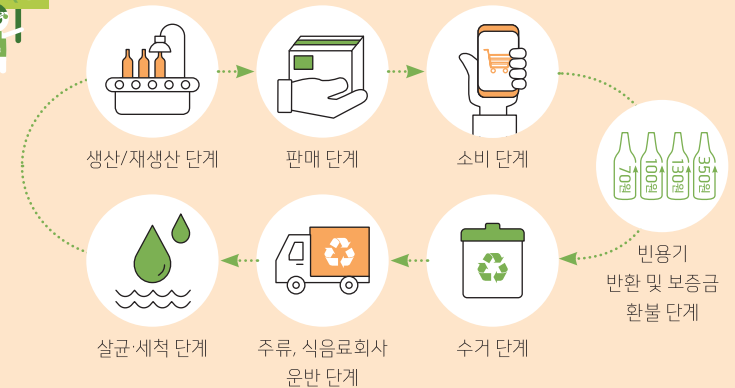 생산/재생산 단계
판매 단계
소비 단계
70원
100원
130원
350원
빈용기
반환 및 보증금
환불 단계
수거 단계
주류, 식음료회사
운반 단계
살균·세척 단계